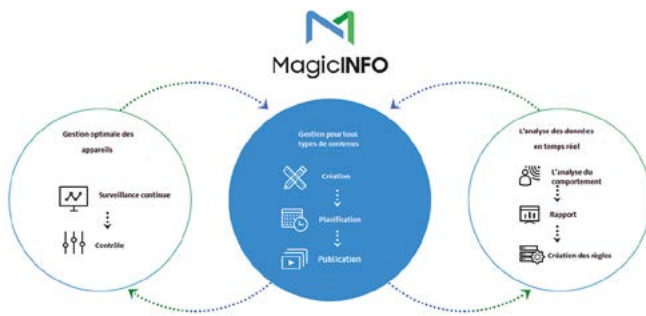 MagicINFO
Gestion optimale des
appareils
Surveillance continue
Contrôle
Gestion pour tous
types de contenus
Création
Planification
Publication
L'analyse des données
en temps réel
L'analyse du
comportement
Rapport
Création des règles